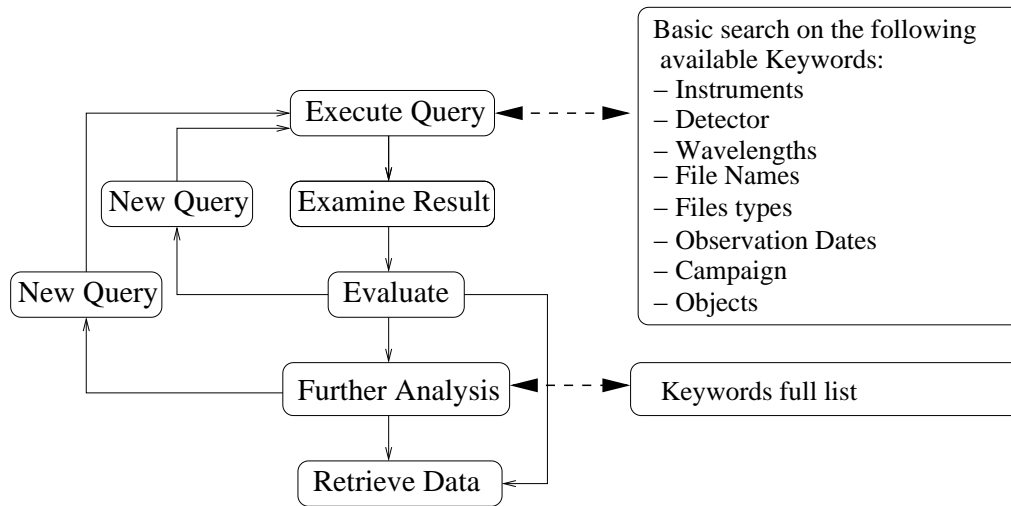 Basic search on the following
available Keywords:
– Instruments
– Detector
– Wavelengths
– File Names
– Files types
– Observation Dates
– Campaign
– Objects
Execute Query
New Query
Examine Result
New Query
Evaluate
Further Analysis
Keywords full list
Retrieve Data